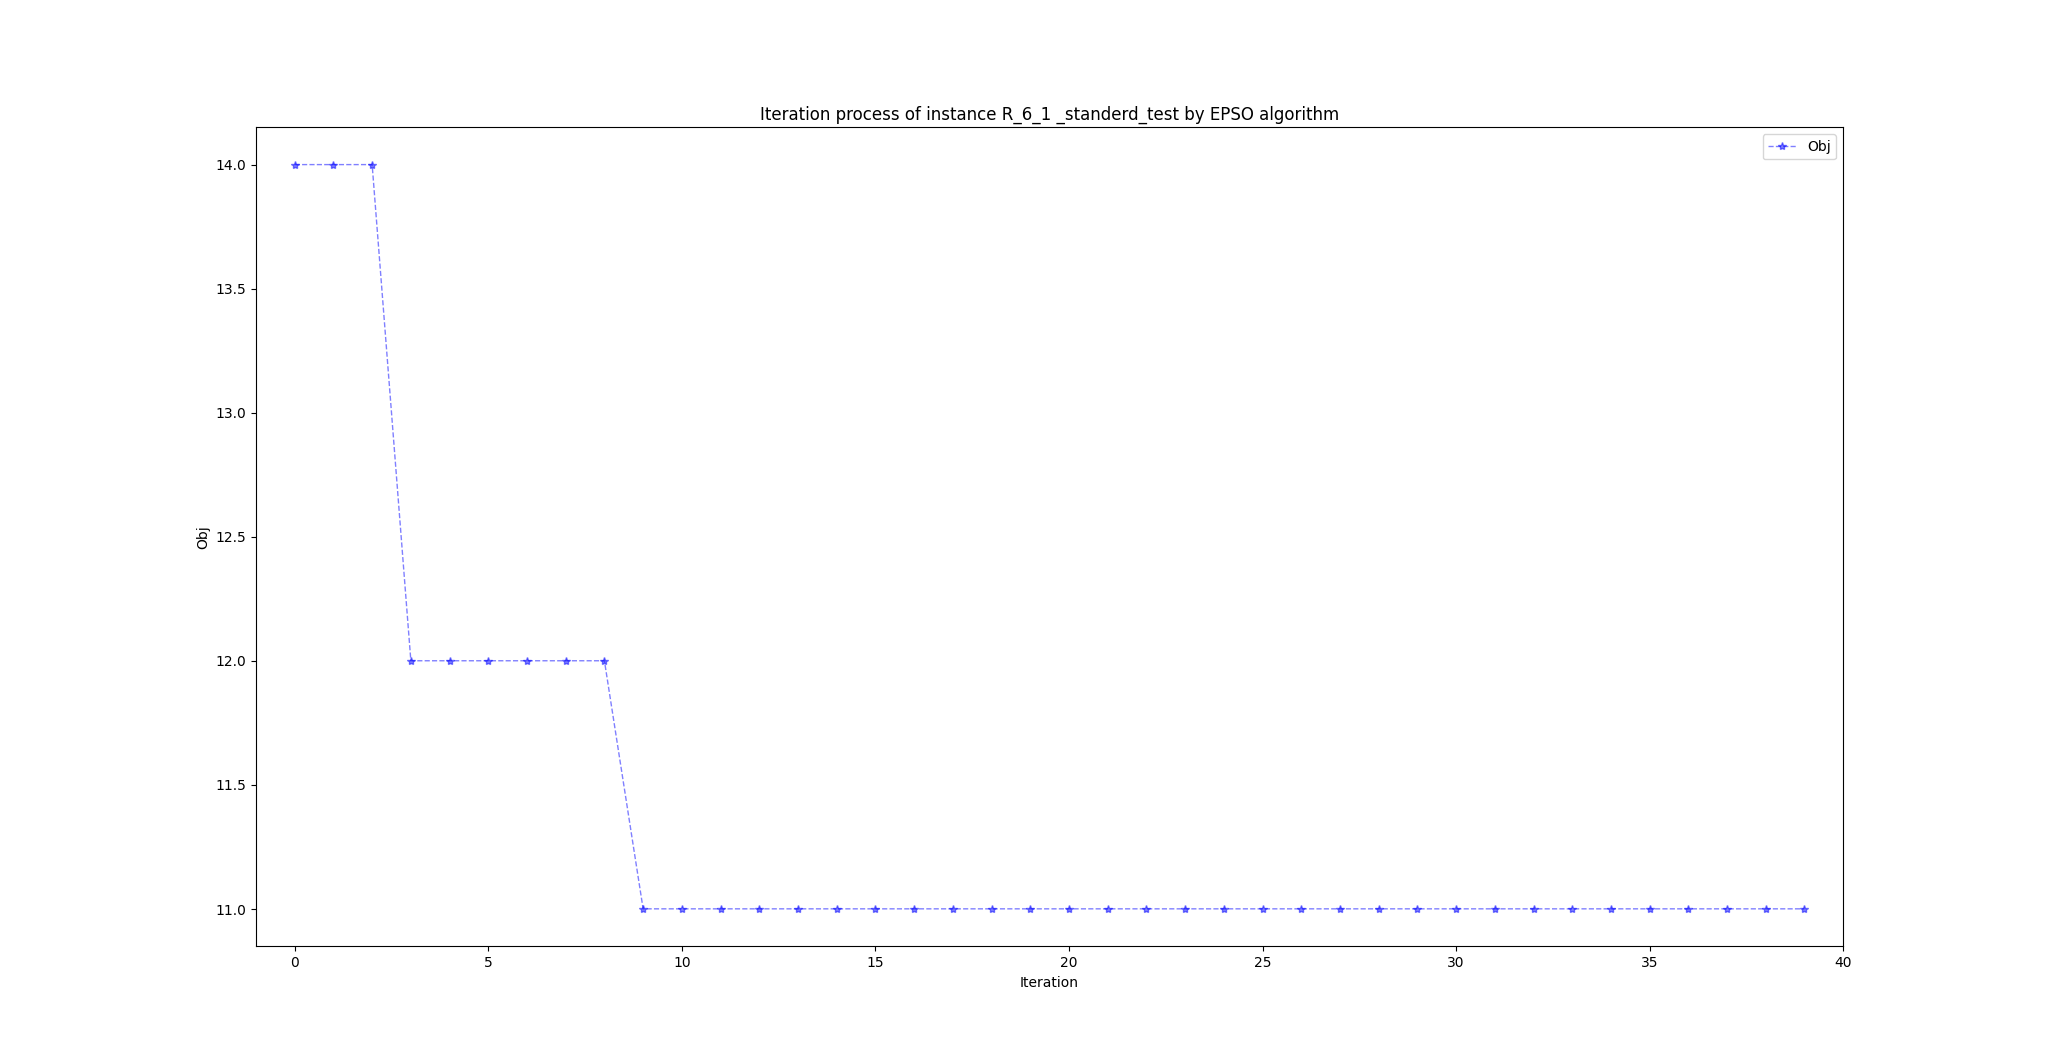 Iteration process of instance R_6_1 _standerd_test by EPSO algorithm
Obj
14.0
13.5
13.0
12.5
12.0
11.5
11.0
Obj
0 5 10 15 20 25 30 35 40
Iteration